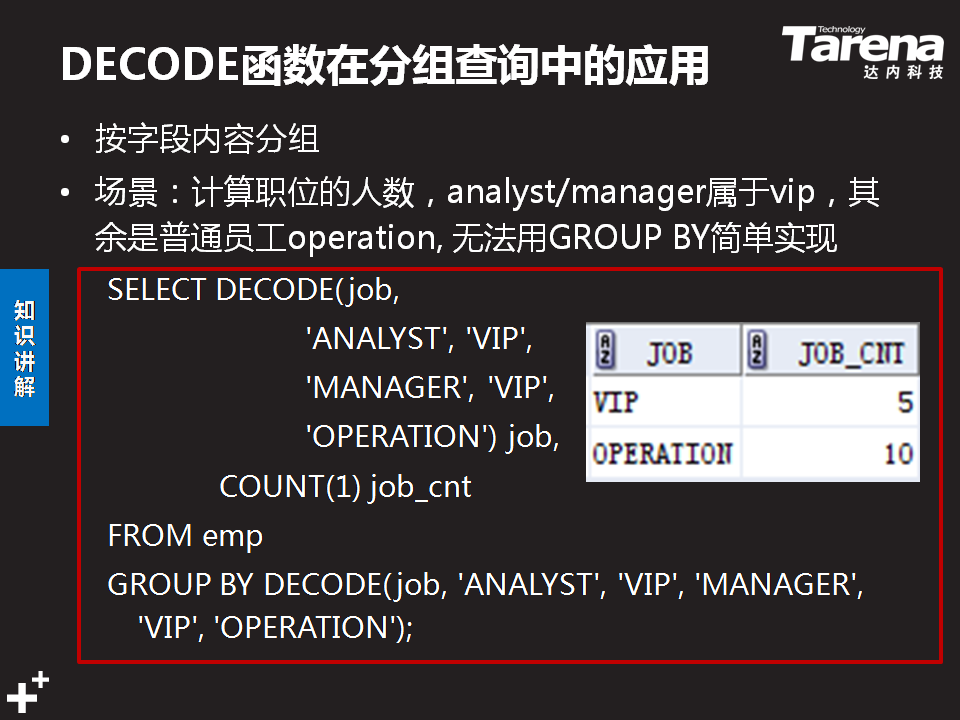 DECODE函数在分组查询中的应用
Technology
Tarena
达内科技
• 按字段内容分组
• 场景：计算职位的人数，analyst/manager属于vip，其
余是普通员工operation, 无法用GROUP BY简单实现
知识讲解
SELECT DECODE(job,
'ANALYST', 'VIP',
'MANAGER', 'VIP',
'OPERATION') job,
COUNT(1) job_cnt
FROM emp
GROUP BY DECODE(job, 'ANALYST', 'VIP', 'MANAGER',
'VIP', 'OPERATION');
AZ JOB AZ JOB_CNT
VIP 5
OPERATION 10